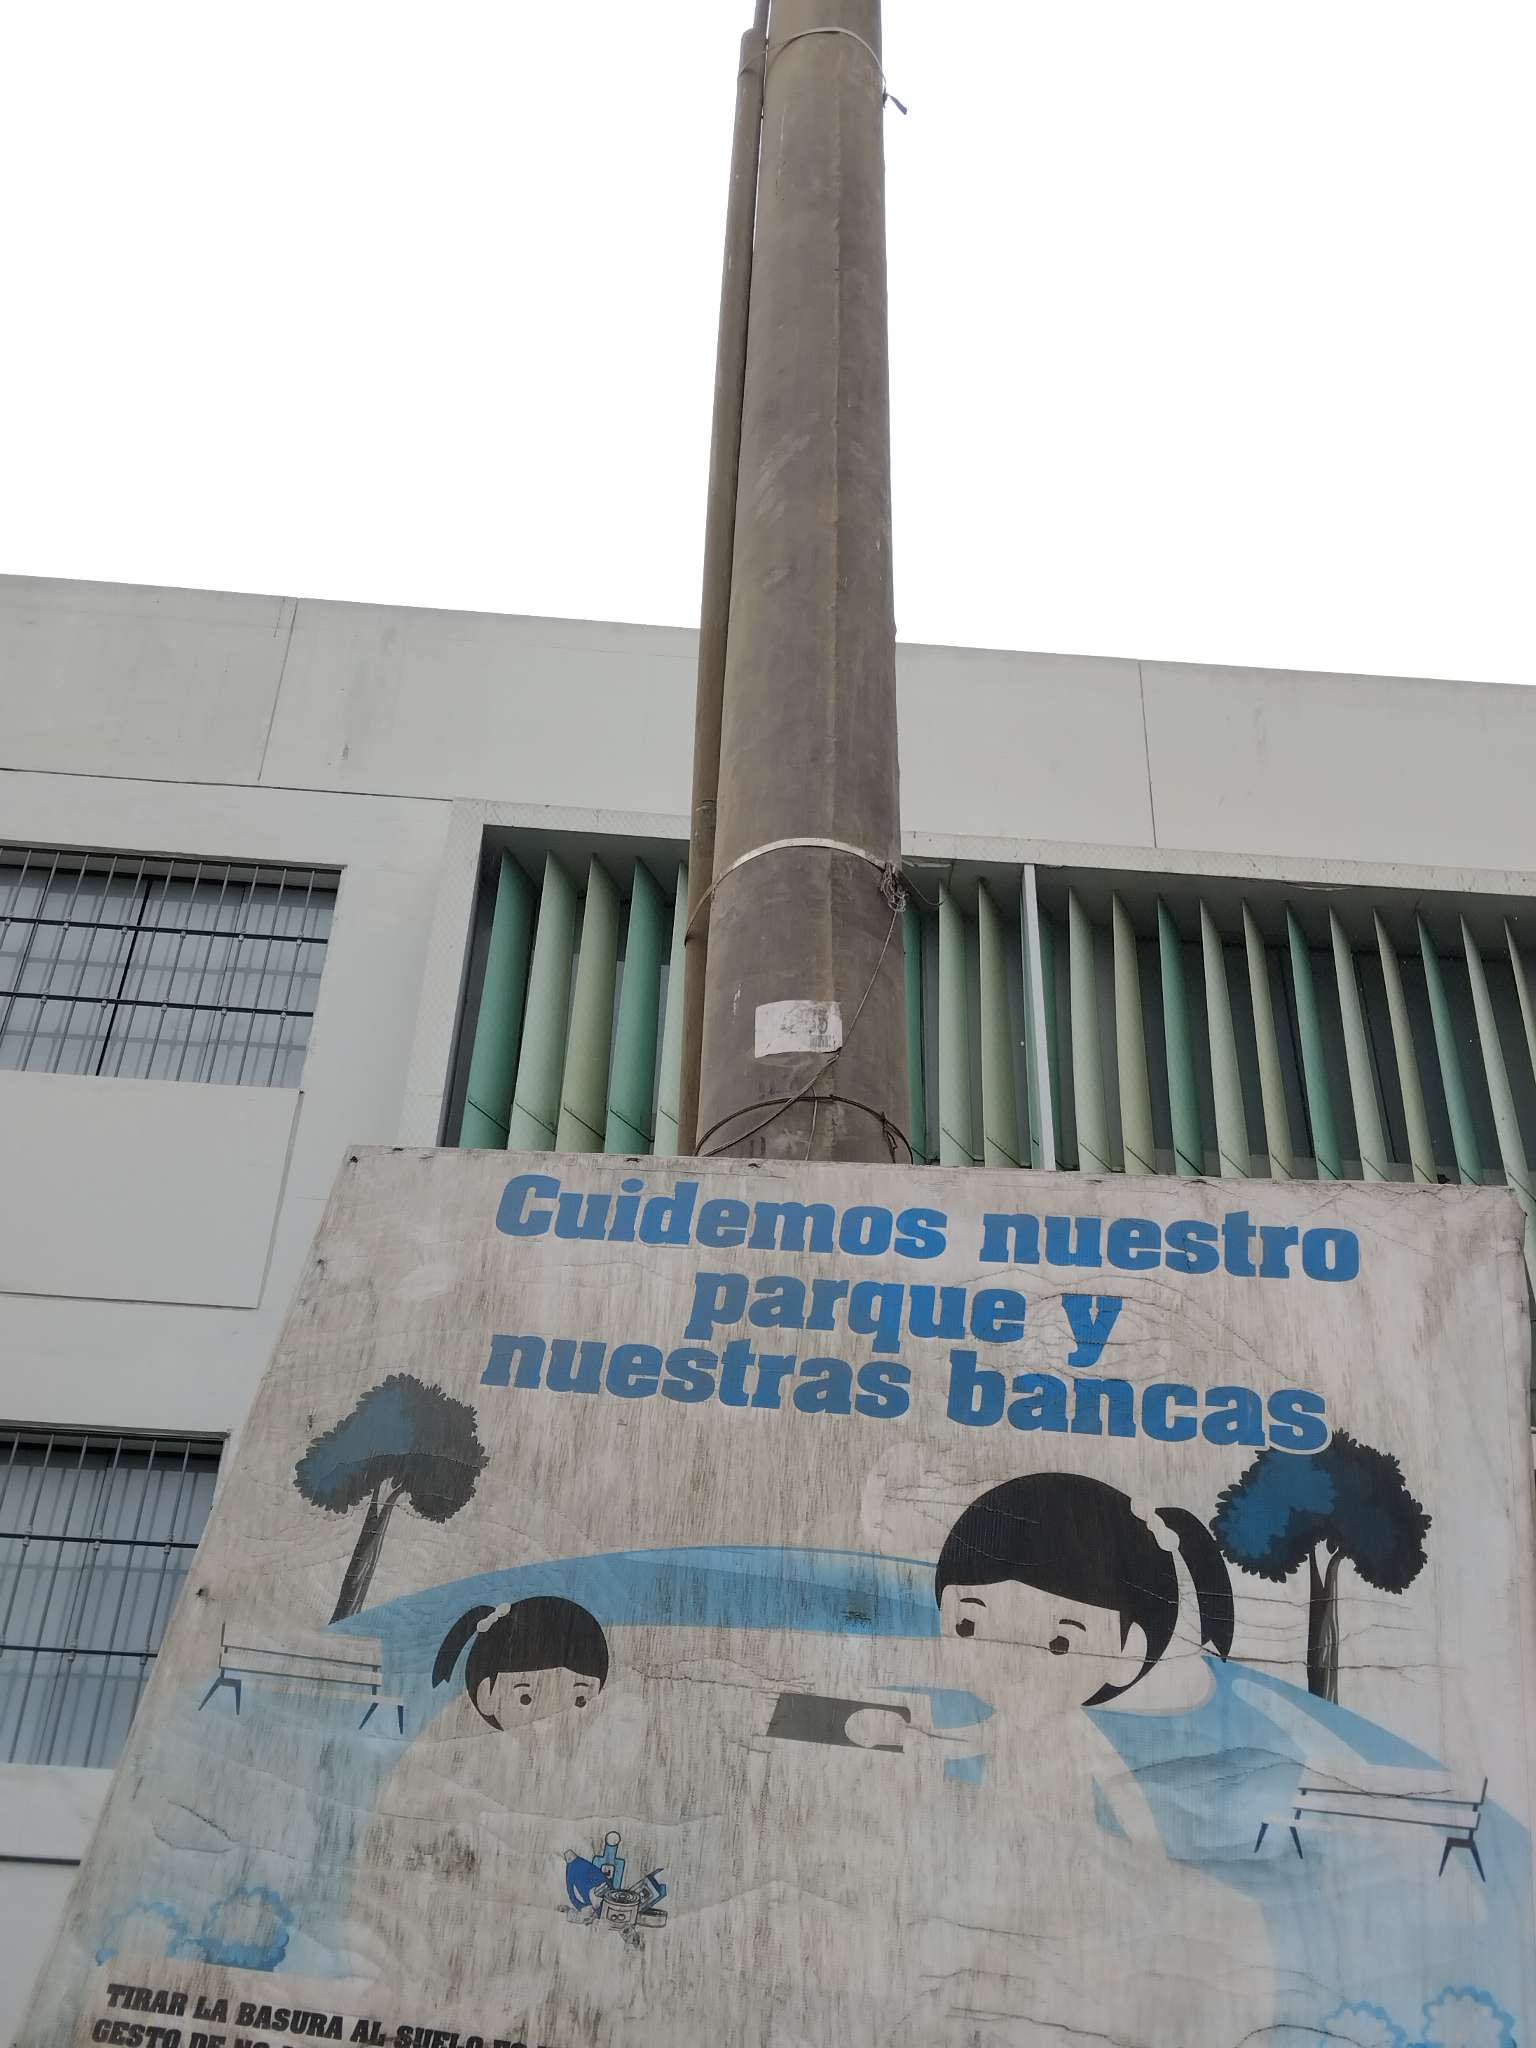 Cuidemos nuestro
parque y
nuestras bancas
TIRAR LA BASURA AL SUELO
GESTO DE